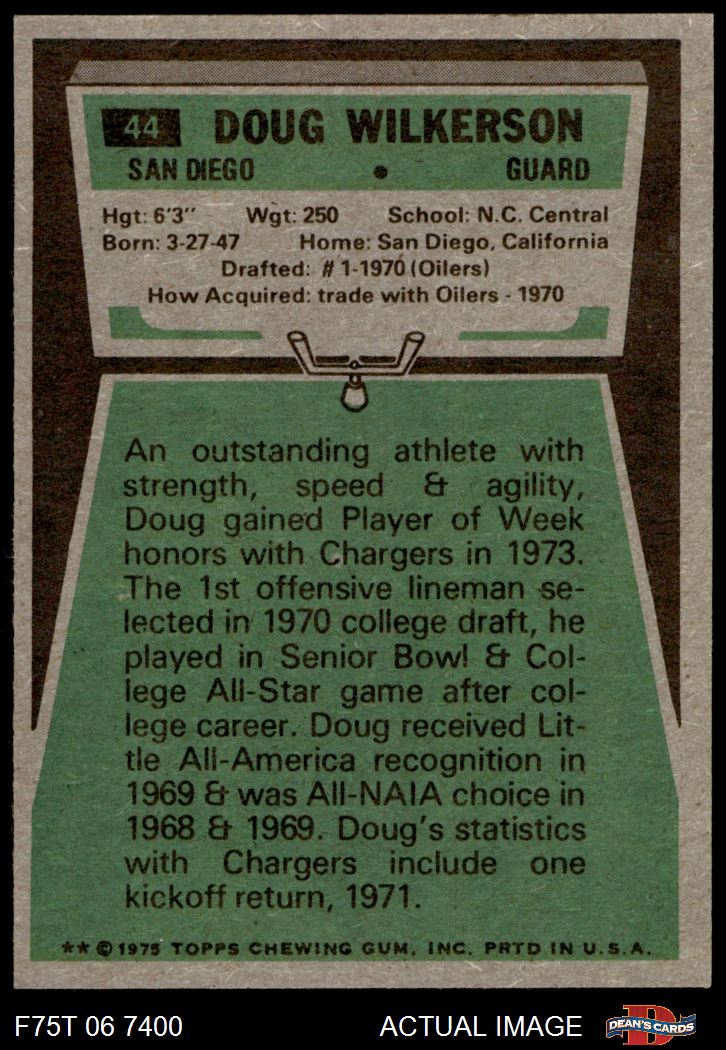 44 DOUG WILKERSON
SAN DIEGO • GUARD
Hgt: 6'3" Wgt: 250 School: N.C. Central
Born: 3-27-47 Home: San Diego, California
Drafted: #1-1970 (Oilers)
How Acquired: trade with Oilers - 1970
An outstanding athlete with
strength, speed & agility,
Doug gained Player of Week
honors with Chargers in 1973.
The 1st offensive lineman se-
lected in 1970 college draft, he
played in Senior Bowl & Col-
lege All-Star game after col-
lege career. Doug received Lit-
tle All-America recognition in
1969 & was All-NAIA choice in
1968 & 1969. Doug's statistics
with Chargers include one
kickoff return, 1971.
** © 1975 TOPPS CHEWING GUM, INC. PRTD IN U.S.A.
F75T 06 7400 ACTUAL IMAGE D DEAN'S CARDS